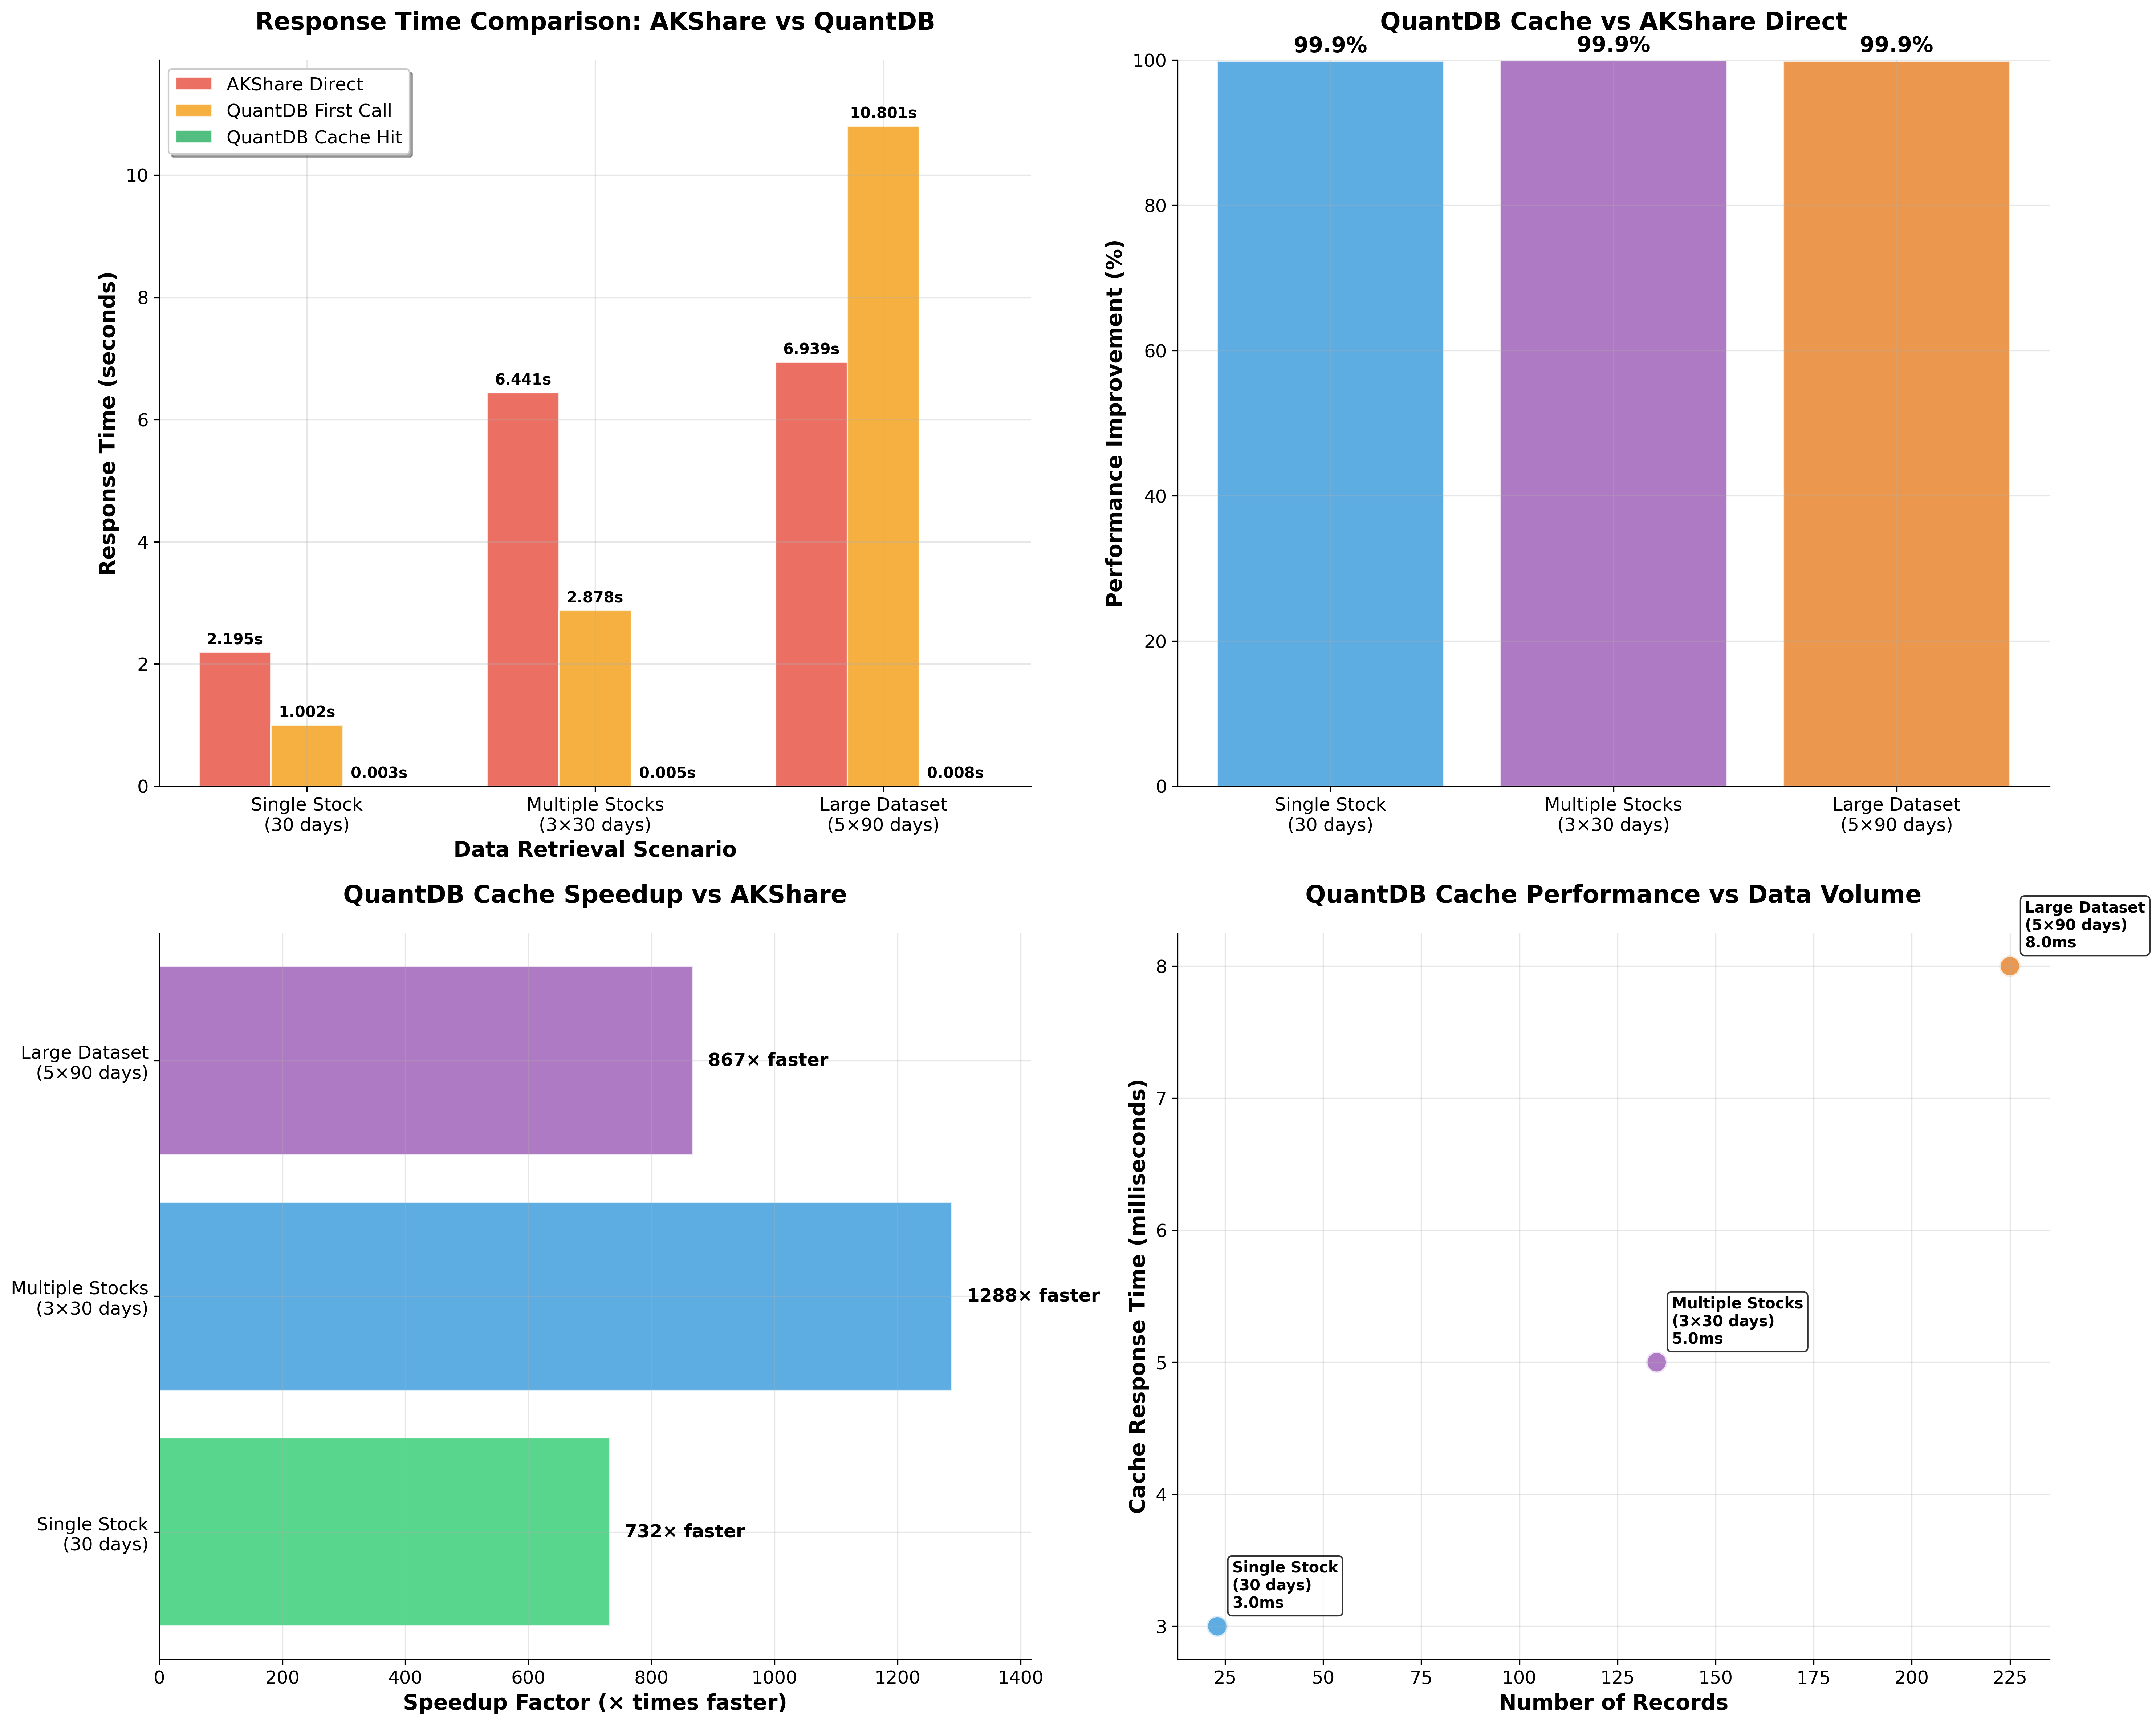 Response Time Comparison: AKShare vs QuantDB
AKShare Direct
QuantDB First Call
QuantDB Cache Hit
Response Time (seconds)
10
8
6
4
2
0
2.195s
1.002s
0.003s
6.441s
2.878s
0.005s
6.939s
10.801s
0.008s
Single Stock
(30 days)
Multiple Stocks
(3×30 days)
Large Dataset
(5×90 days)
Data Retrieval Scenario
QuantDB Cache vs AKShare Direct
99.9%
99.9%
99.9%
Performance Improvement (%)
100
80
60
40
20
0
Single Stock
(30 days)
Multiple Stocks
(3×30 days)
Large Dataset
(5×90 days)
QuantDB Cache Speedup vs AKShare
Large Dataset
(5×90 days)
867× faster
Multiple Stocks
(3×30 days)
1288× faster
Single Stock
(30 days)
732× faster
0 200 400 600 800 1000 1200 1400
Speedup Factor (× times faster)
QuantDB Cache Performance vs Data Volume
Large Dataset
(5×90 days)
8.0ms
Multiple Stocks
(3×30 days)
5.0ms
Single Stock
(30 days)
3.0ms
Cache Response Time (milliseconds)
8
7
6
5
4
3
25 50 75 100 125 150 175 200 225
Number of Records